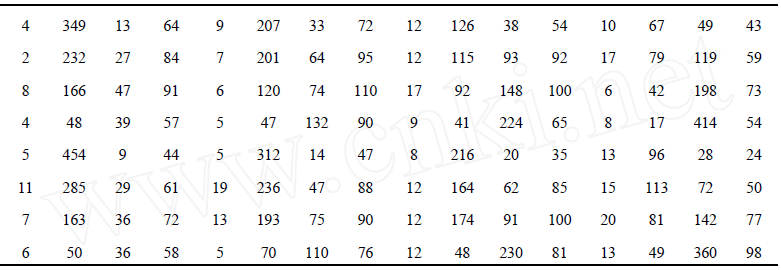 4 349 13 64 9 207 33 72 12 126 38 54 10 67 49 43
2 232 27 84 7 201 64 95 12 115 93 92 17 79 119 59
8 166 47 91 6 120 74 110 17 92 148 100 6 42 198 73
4 48 39 57 5 47 132 90 9 41 224 65 8 17 414 54
5 454 9 44 5 312 14 47 8 216 20 35 13 96 28 24
11 285 29 61 19 236 47 88 12 164 62 85 15 113 72 50
7 163 36 72 13 193 75 90 12 174 91 100 20 81 142 77
6 50 36 58 5 70 110 76 12 48 230 81 13 49 360 98
www.cnki.net